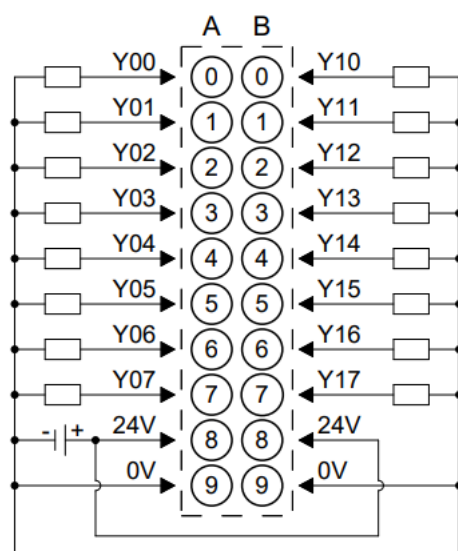 A B
Y00 0 0 Y10
Y01 1 1 Y11
Y02 2 2 Y12
Y03 3 3 Y13
Y04 4 4 Y14
Y05 5 5 Y15
Y06 6 6 Y16
Y07 7 7 Y17
- + 24V 8 8 24V
0V 9 9 0V